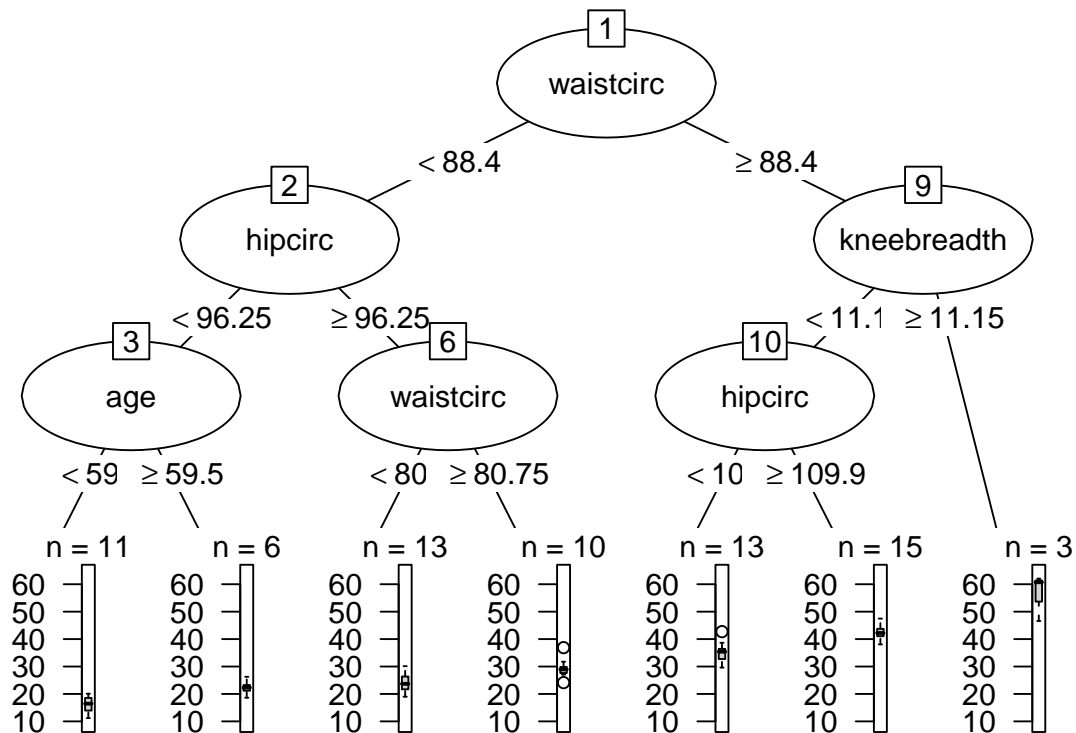 1
waistcirc
< 88.4 ≥ 88.4
2 9
hipcirc kneebreadth
< 96.25 ≥ 96.25 < 11.1 ≥ 11.15
3 6 10
age waistcirc hipcirc
< 59 ≥ 59.5 < 80 ≥ 80.75 < 10 ≥ 109.9
n = 11 n = 6 n = 13 n = 10 n = 13 n = 15 n = 3
60 60 60 60 60 60 60
50 50 50 50 50 50 50
40 40 40 40 40 40 40
30 30 30 30 30 30 30
20 20 20 20 20 20 20
10 10 10 10 10 10 10